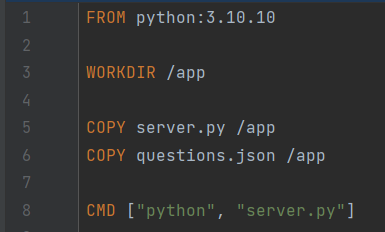 1 FROM python:3.10.10
2
3 WORKDIR /app
4
5 COPY server.py /app
6 COPY questions.json /app
7
8 CMD ["python", "server.py"]